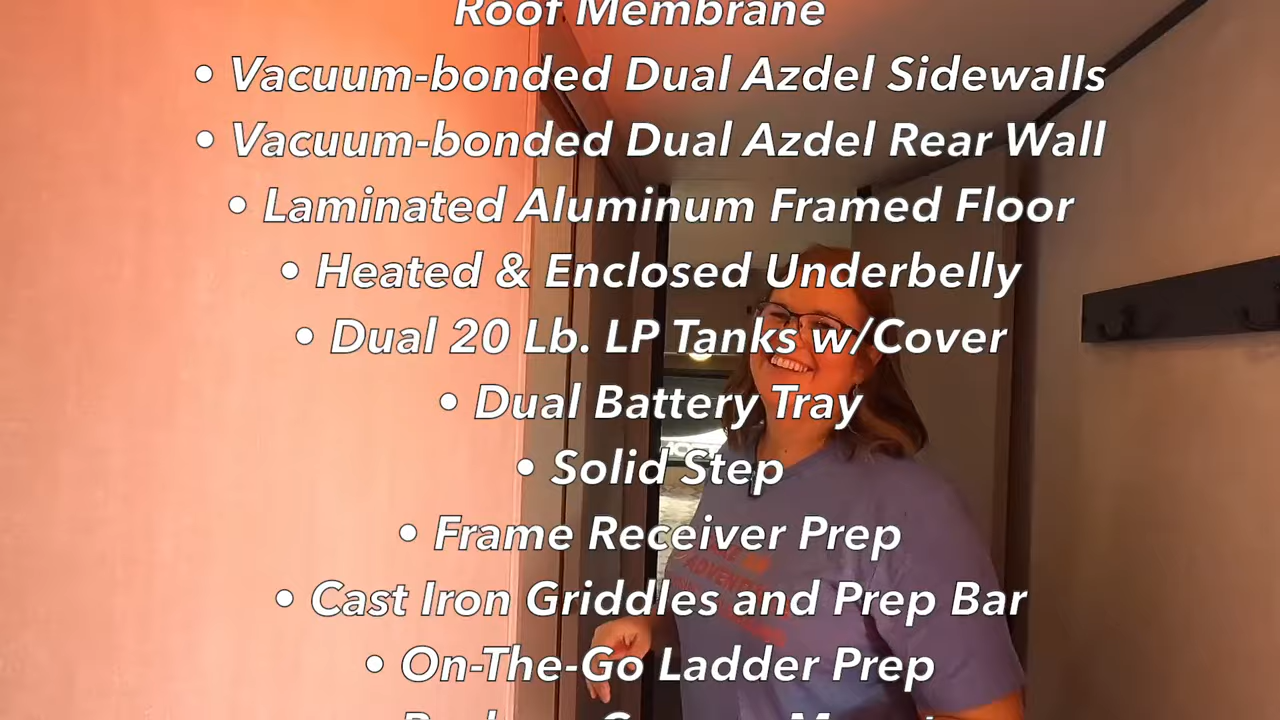 Roof Membrane
• Vacuum-bonded Dual Azdel Sidewalls
• Vacuum-bonded Dual Azdel Rear Wall
• Laminated Aluminum Framed Floor
• Heated & Enclosed Underbelly
• Dual 20 Lb. LP Tanks w/Cover
• Dual Battery Tray
• Solid Step
• Frame Receiver Prep
• Cast Iron Griddles and Prep Bar
• On-The-Go Ladder Prep